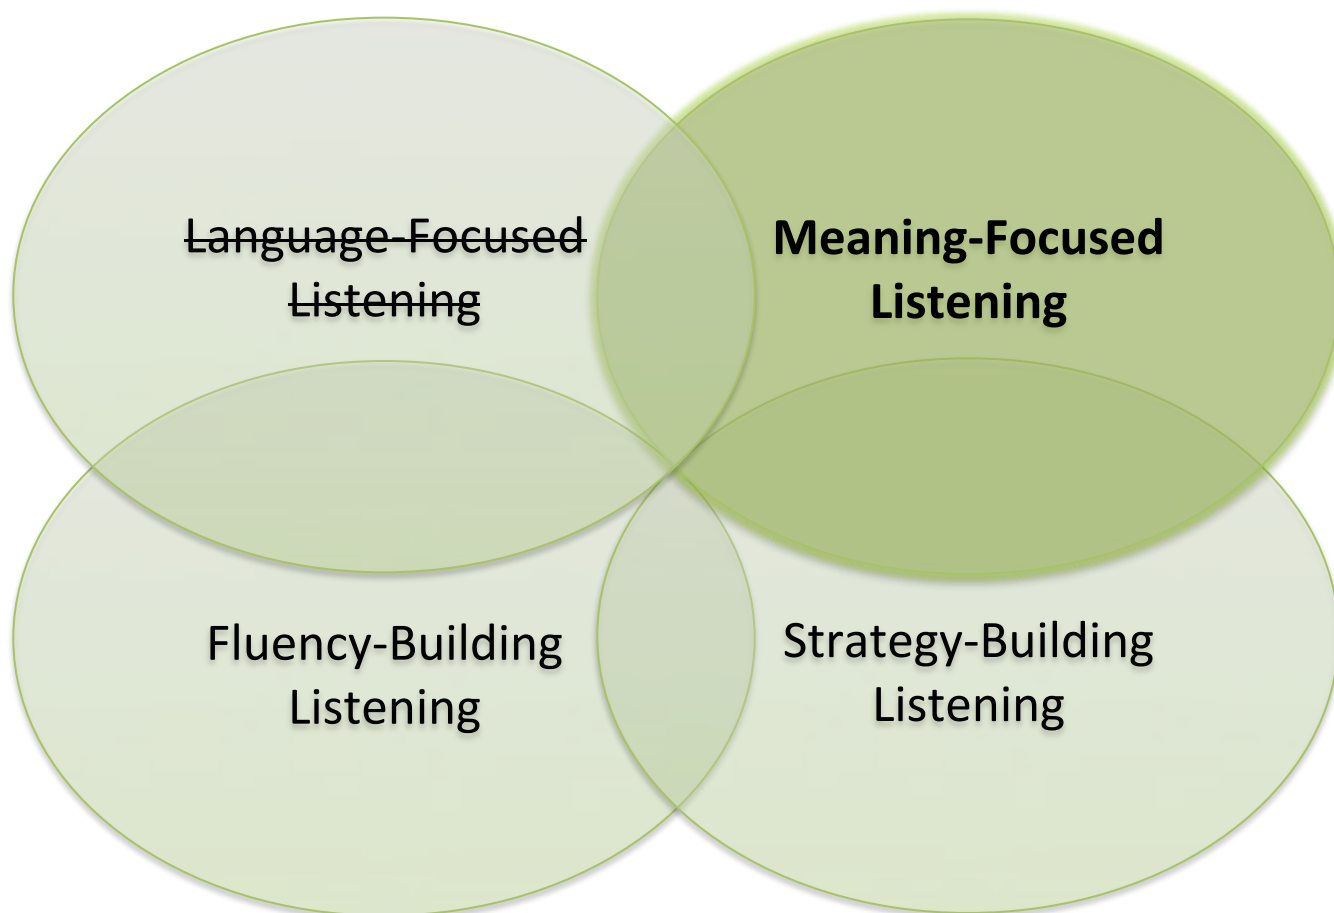 Language-Focused
Listening
Meaning-Focused
Listening
Fluency-Building
Listening
Strategy-Building
Listening